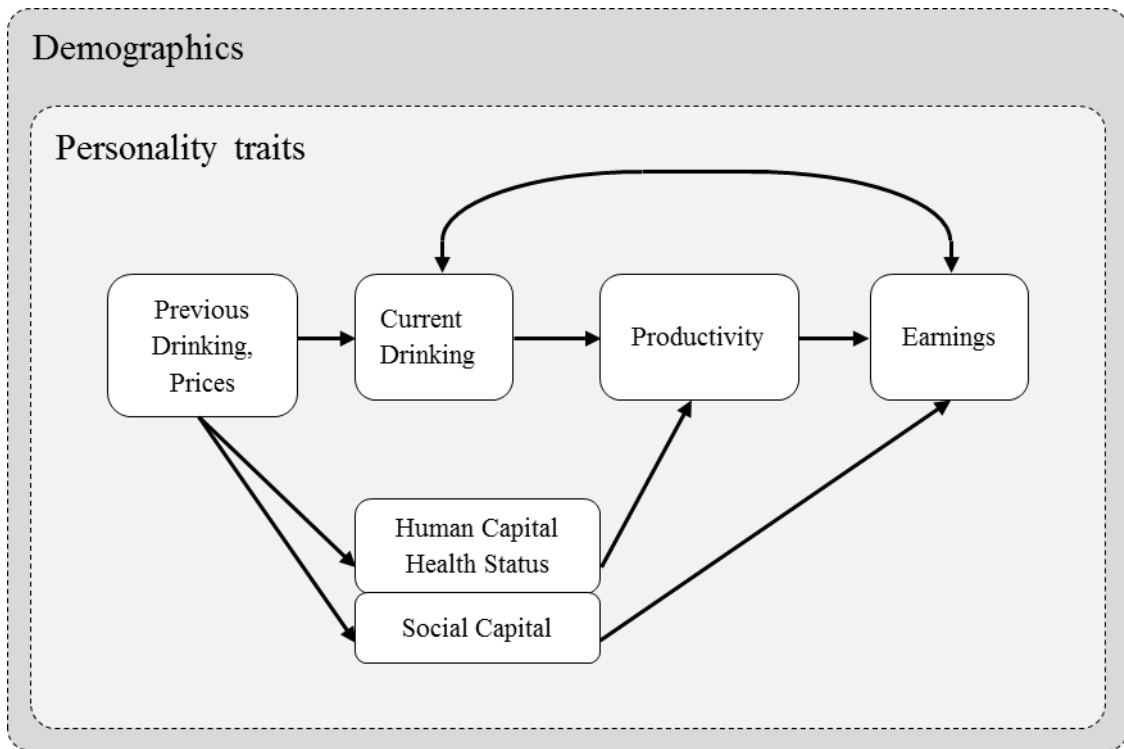 Demographics
Personality traits
Previous
Drinking,
Prices
Current
Drinking
Productivity
Earnings
Human Capital
Health Status
Social Capital